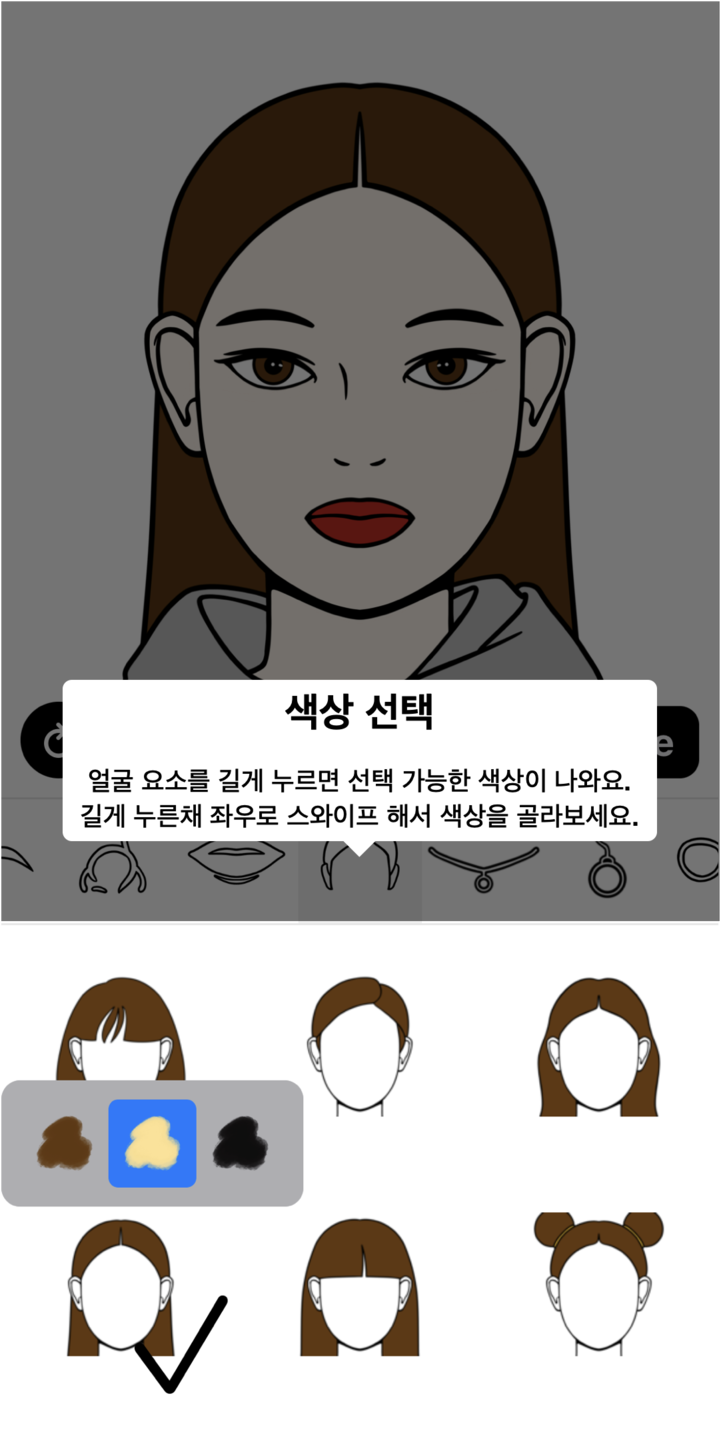 색상 선택
얼굴 요소를 길게 누르면 선택 가능한 색상이 나와요.
길게 누른채 좌우로 스와이프 해서 색상을 골라보세요.